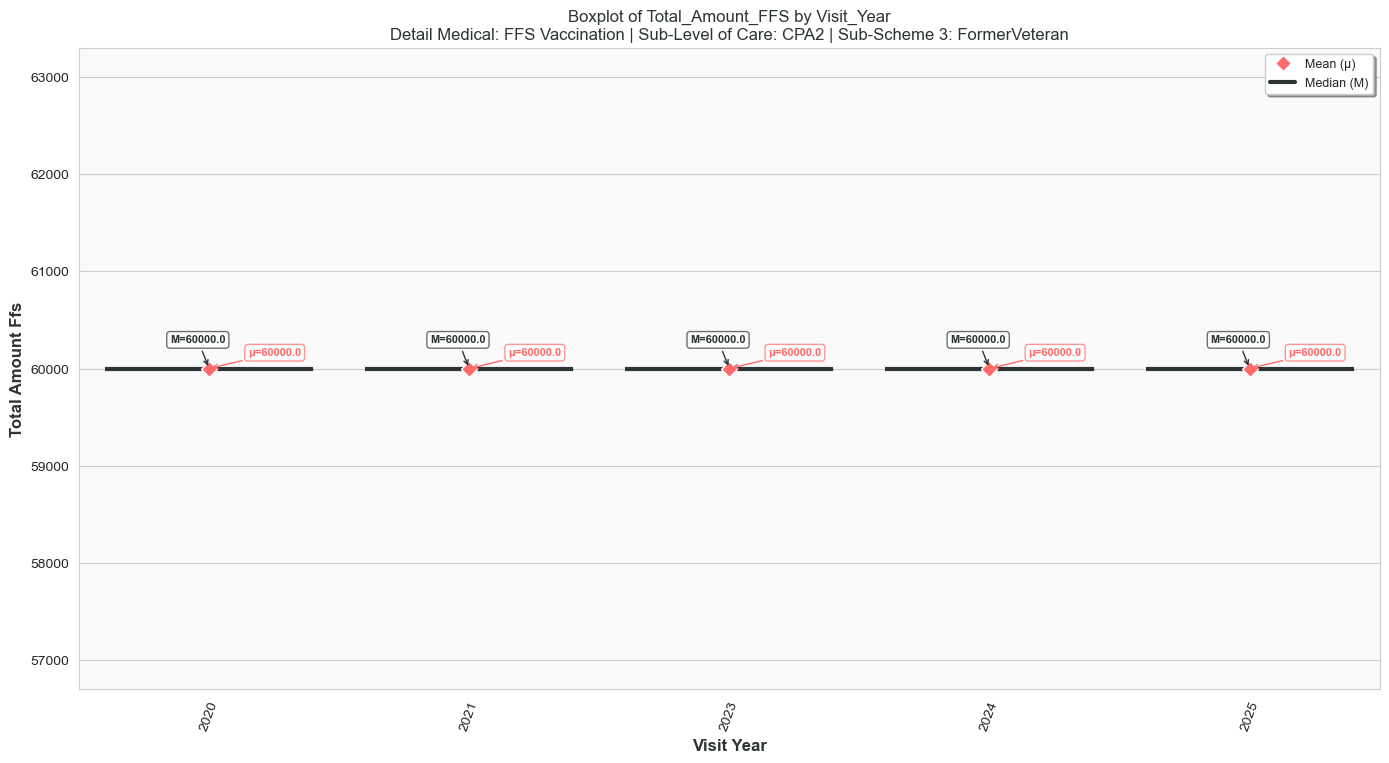 Boxplot of Total_Amount_FFS by Visit_Year
Detail Medical: FFS Vaccination | Sub-Level of Care: CPA2 | Sub-Scheme 3: FormerVeteran
Mean (μ)
Median (M)
Total Amount Ffs
63000
62000
61000
60000
59000
58000
57000
M=60000.0
μ=60000.0
M=60000.0
μ=60000.0
M=60000.0
μ=60000.0
M=60000.0
μ=60000.0
M=60000.0
μ=60000.0
2020
2021
2023
2024
2025
Visit Year